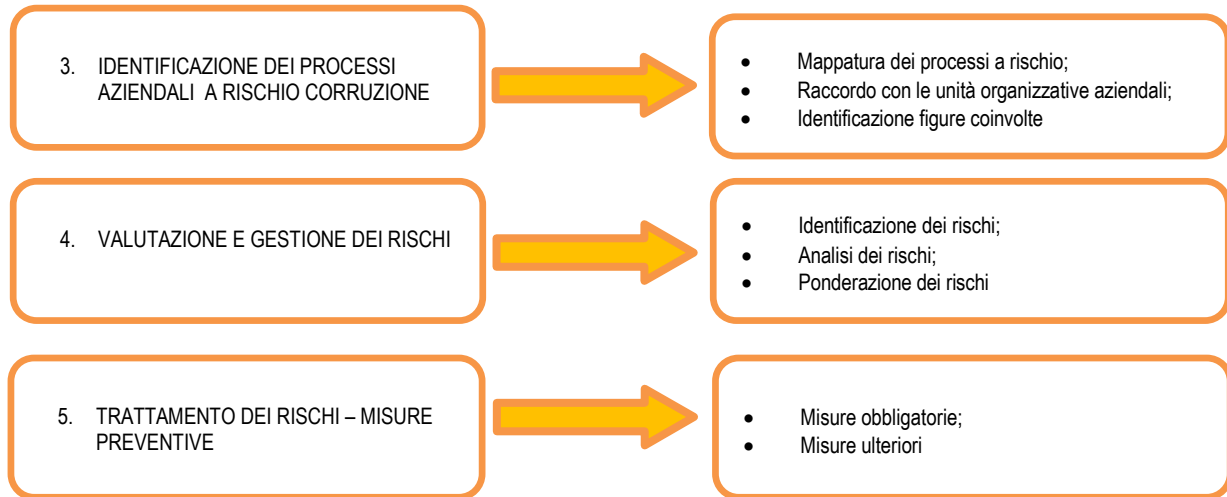 3. IDENTIFICAZIONE DEI PROCESSI
AZIENDALI A RISCHIO CORRUZIONE
• Mappatura dei processi a rischio;
• Raccordo con le unità organizzative aziendali;
• Identificazione figure coinvolte
4. VALUTAZIONE E GESTIONE DEI RISCHI
• Identificazione dei rischi;
• Analisi dei rischi;
• Ponderazione dei rischi
5. TRATTAMENTO DEI RISCHI – MISURE
PREVENTIVE
• Misure obbligatorie;
• Misure ulteriori